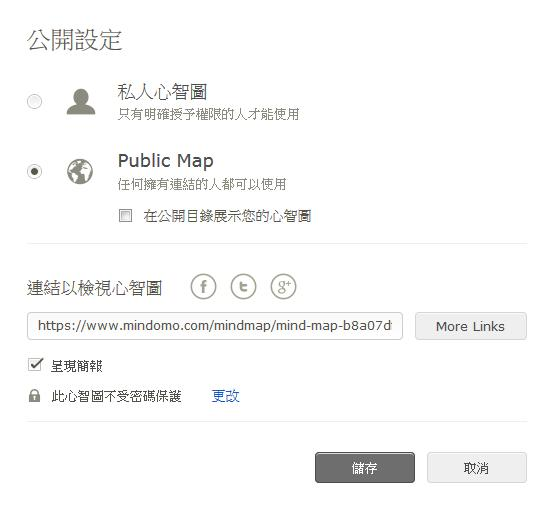 公開設定
私人心智圖
只有明確授予權限的人才能使用
Public Map
任何擁有連結的人都可以使用
在公開目錄展示您的心智圖
連結以檢視心智圖 f t g+
https://www.mindomo.com/mindmap/mind-map-b8a07d More Links
呈現簡報
此心智圖不受密碼保護 更改
儲存 取消